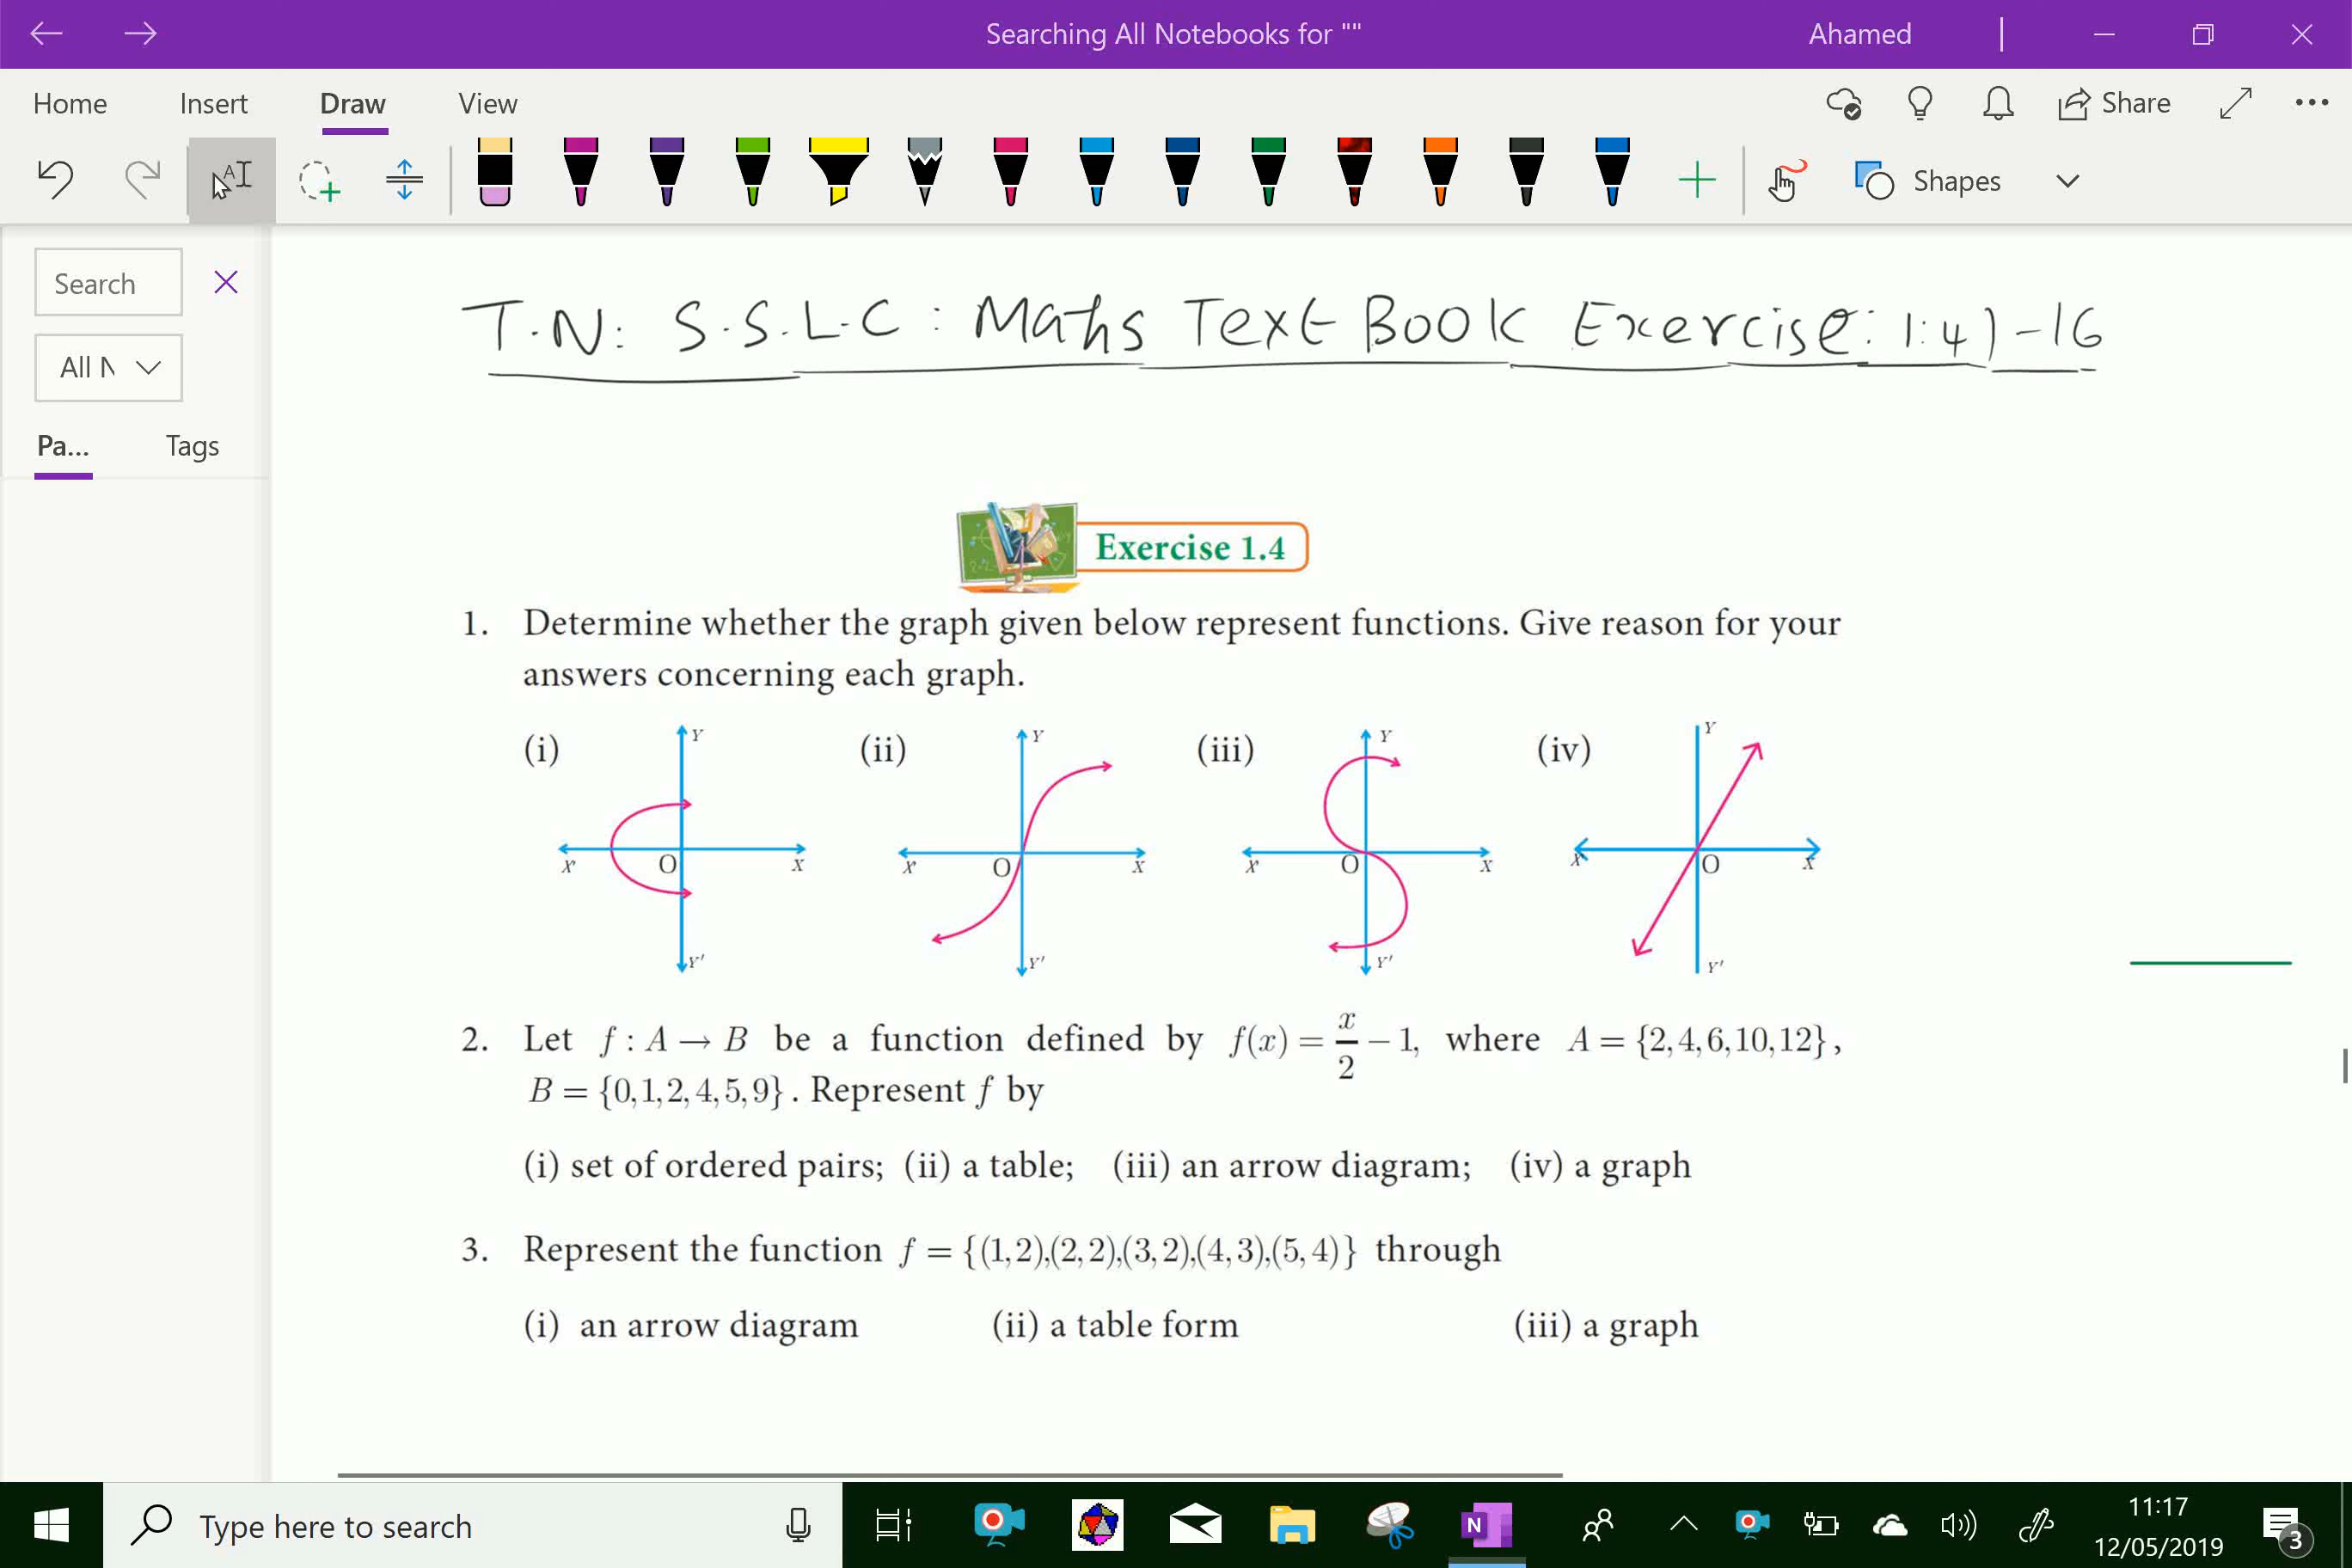 Searching All Notebooks for ""
Ahamed
Home Insert Draw View
Share
Shapes
Search
All N
Pa... Tags
T.N: S.S.L.C : Maths Text Book Exercise: 1:4)-16
Exercise 1.4
1. Determine whether the graph given below represent functions. Give reason for your
answers concerning each graph.
(i) Y X' O X Y'
(ii) Y X' O X Y'
(iii) Y X' O X Y'
(iv) Y X' O X Y'
2. Let f : A → B be a function defined by f(x) = x/2 − 1, where A = {2,4,6,10,12},
B = {0,1,2,4,5,9}. Represent f by
(i) set of ordered pairs; (ii) a table; (iii) an arrow diagram; (iv) a graph
3. Represent the function f = {(1,2),(2,2),(3,2),(4,3),(5,4)} through
(i) an arrow diagram (ii) a table form (iii) a graph
Type here to search
N
11:17
12/05/2019
3